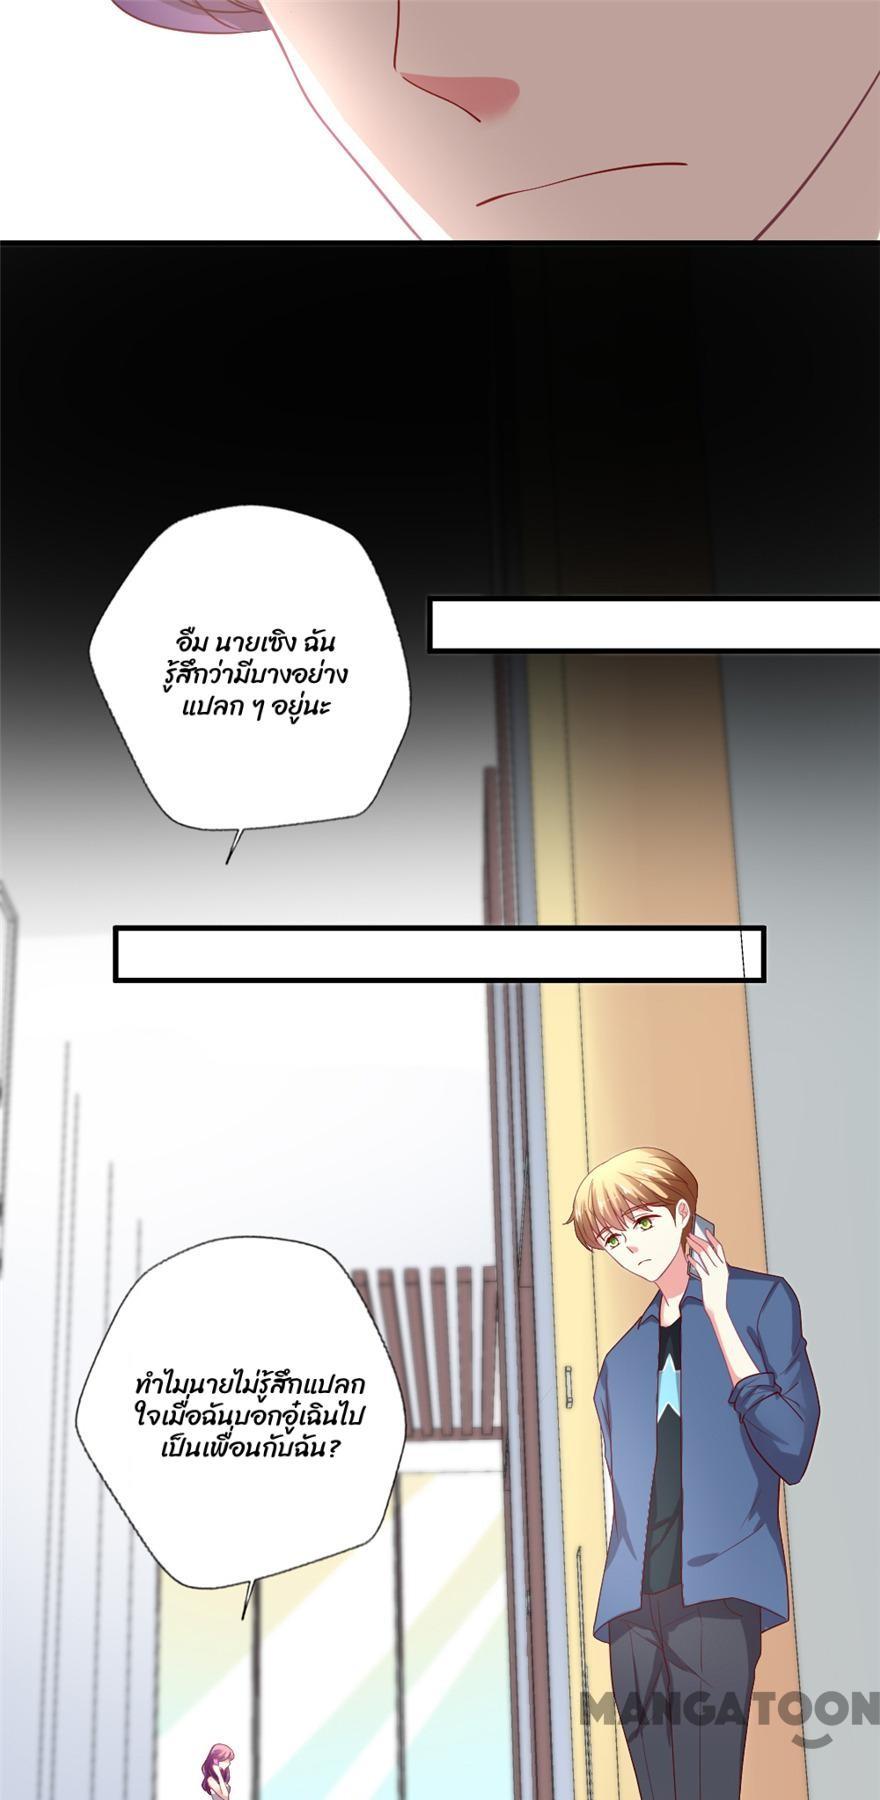 อืม นายเซิง ฉัน
รู้สึกว่ามีบางอย่าง
แปลก ๆ อยู่นะ
ทำไมนายไม่รู้สึกแปลก
ใจเมื่อฉันบอกอู๋เฉินไป
เป็นเพื่อนกับฉัน?
MANGATOON